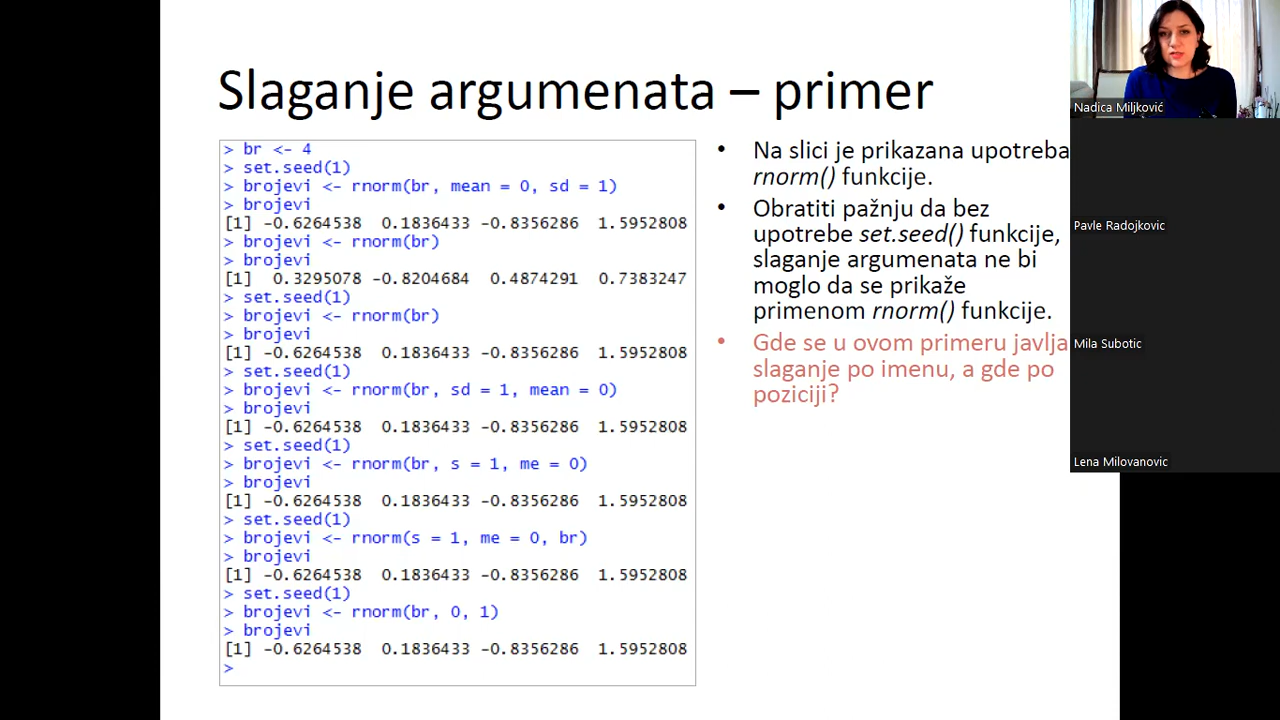 Slaganje argumenata – primer
> br <- 4
> set.seed(1)
> brojevi <- rnorm(br, mean = 0, sd = 1)
> brojevi
[1] -0.6264538 0.1836433 -0.8356286 1.5952808
> brojevi <- rnorm(br)
> brojevi
[1] 0.3295078 -0.8204684 0.4874291 0.7383247
> set.seed(1)
> brojevi <- rnorm(br)
> brojevi
[1] -0.6264538 0.1836433 -0.8356286 1.5952808
> set.seed(1)
> brojevi <- rnorm(br, sd = 1, mean = 0)
> brojevi
[1] -0.6264538 0.1836433 -0.8356286 1.5952808
> set.seed(1)
> brojevi <- rnorm(br, s = 1, me = 0)
> brojevi
[1] -0.6264538 0.1836433 -0.8356286 1.5952808
> set.seed(1)
> brojevi <- rnorm(s = 1, me = 0, br)
> brojevi
[1] -0.6264538 0.1836433 -0.8356286 1.5952808
> set.seed(1)
> brojevi <- rnorm(br, 0, 1)
> brojevi
[1] -0.6264538 0.1836433 -0.8356286 1.5952808
>
• Na slici je prikazana upotreba
rnorm() funkcije.
• Obratiti pažnju da bez
upotrebe set.seed() funkcije,
slaganje argumenata ne bi
moglo da se prikaže
primenom rnorm() funkcije.
• Gde se u ovom primeru javlja
slaganje po imenu, a gde po
poziciji?
Nadica Miljković
Pavle Radojkovic
Mila Subotic
Lena Milovanovic